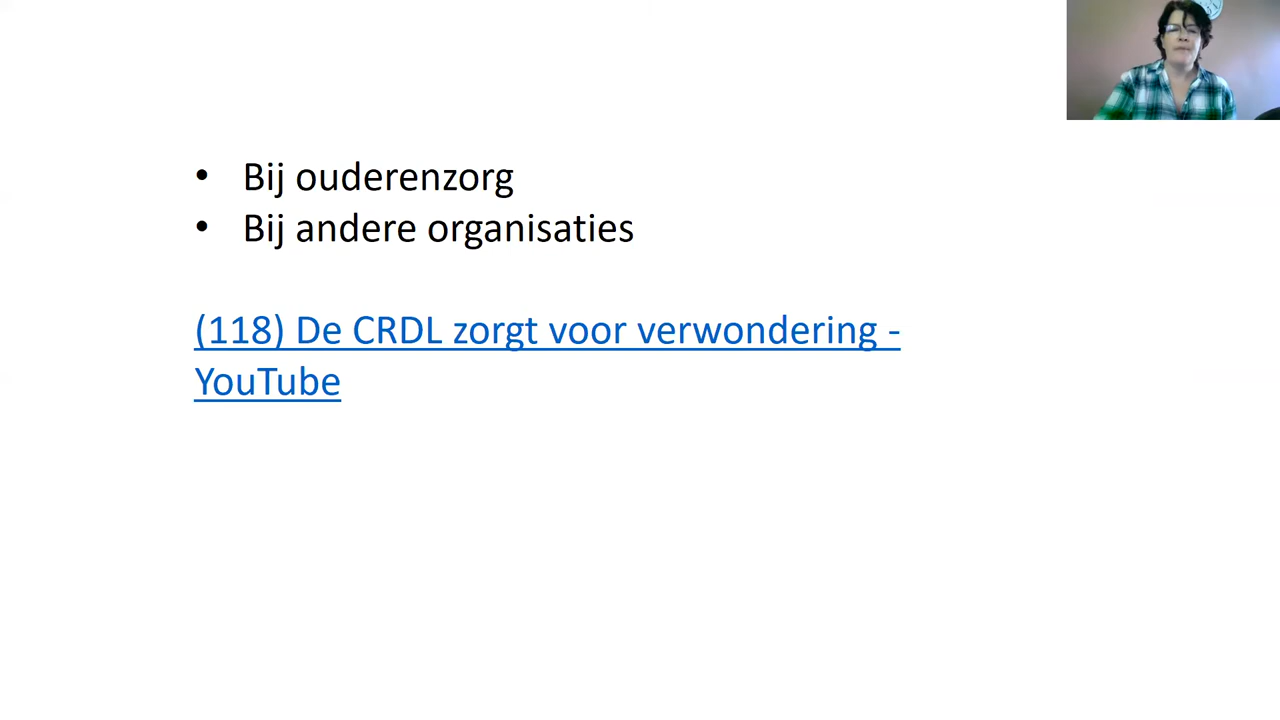 • Bij ouderenzorg
• Bij andere organisaties
(118) De CRDL zorgt voor verwondering -
YouTube